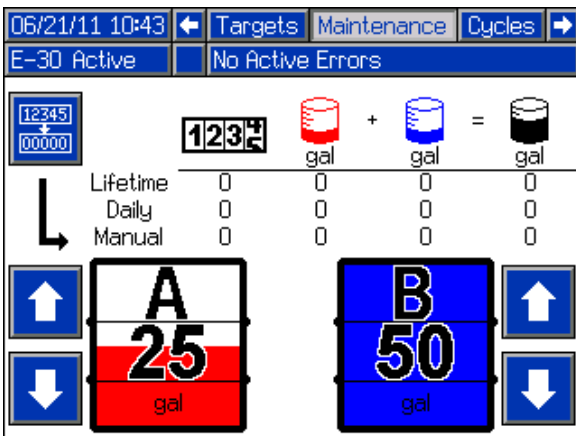 06/21/11 10:43 Targets Maintenance Cycles
E-30 Active No Active Errors
12345
00000
123
+ =
gal gal gal
Lifetime 0 0 0 0
Daily 0 0 0 0
Manual 0 0 0 0
A
25
gal
B
50
gal